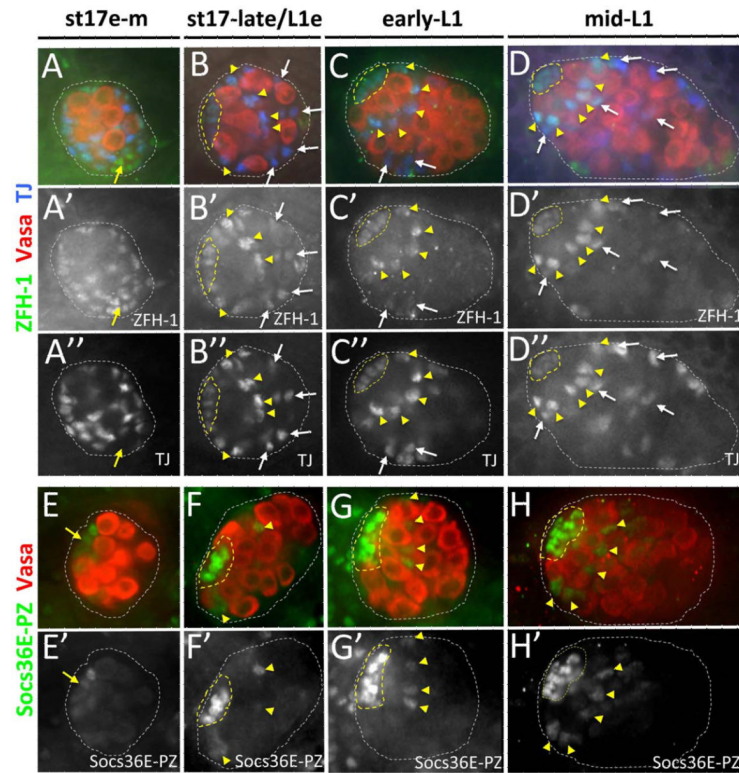 st17e-m st17-late/L1e early-L1 mid-L1
ZFH-1 Vasa TJ
A B C D
A' B' C' D'
ZFH-1 ZFH-1 ZFH-1 ZFH-1
A'' B'' C'' D''
TJ TJ TJ TJ
Socs36E-PZ Vasa
E F G H
E' F' G' H'
Socs36E-PZ Socs36E-PZ Socs36E-PZ Socs36E-PZ